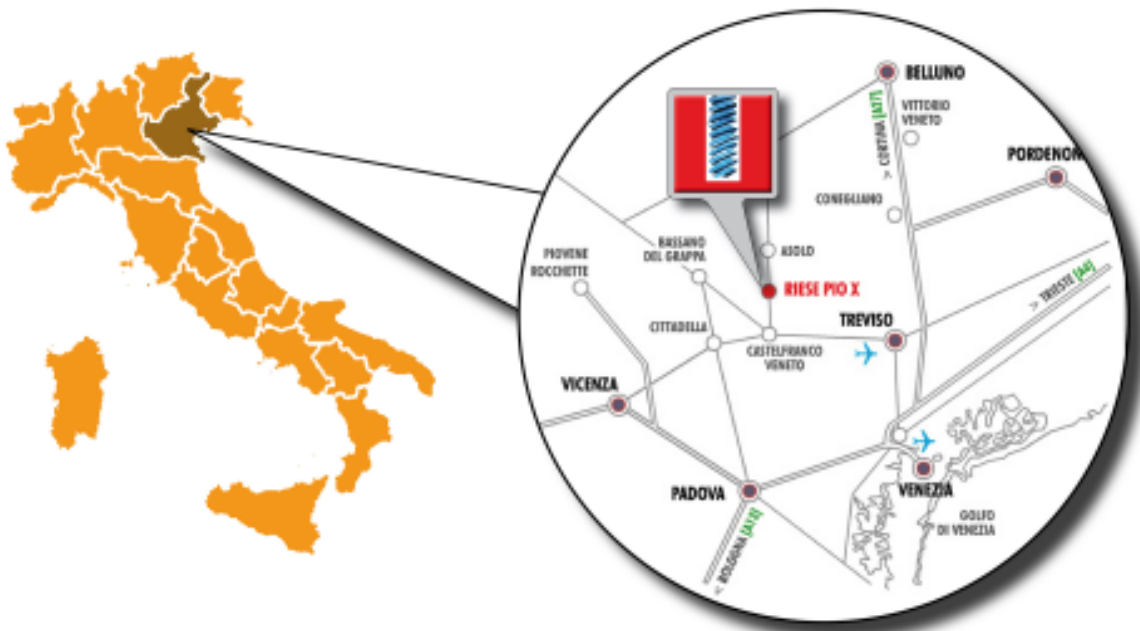 BELLUNO
> CORTINA [A27]
VITTORIO
VENETO
PORDENON
CONEGLIANO
ASOLO
BASSANO
DEL GRAPPA
PIOVENE
ROCCHETTE
RIESE PIO X
> TRIESTE [A4]
TREVISO
CITTADELLA
CASTELFRANCO
VENETO
VICENZA
PADOVA
VENEZIA
GOLFO
DI VENEZIA
< BOLOGNA [A13]